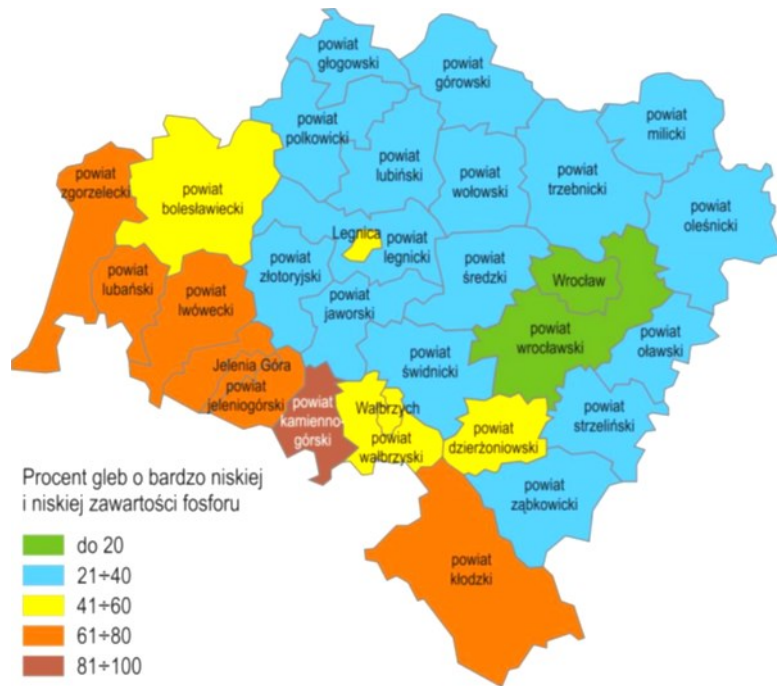 powiat
głogowski
powiat
górowski
powiat
milicki
powiat
polkowicki
powiat
lubiński
powiat
wołowski
powiat
trzebnicki
powiat
zgorzelecki
powiat
bolesławiecki
powiat
oleśnicki
Legnica
powiat
legnicki
powiat
złotoryjski
powiat
średzki
Wrocław
powiat
lubański
powiat
lwówecki
powiat
jaworski
powiat
wrocławski
powiat
oławski
Jelenia Góra
powiat
jeleniogórski
powiat
świdnicki
powiat
kamienno-
górski
Wałbrzych
powiat
wałbrzyski
powiat
dzierżoniowski
powiat
strzeliński
powiat
ząbkowicki
powiat
kłodzki
Procent gleb o bardzo niskiej
i niskiej zawartości fosforu
do 20
21÷40
41÷60
61÷80
81÷100